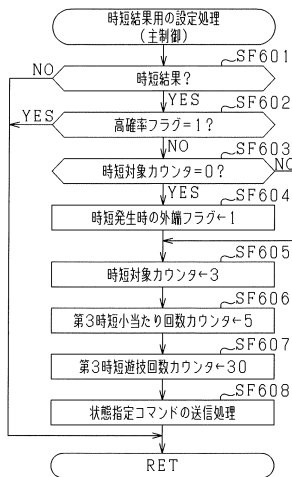 時短結果用の設定処理
(主制御)
SF601
NO
時短結果?
YES
SF602
YES
高確率フラグ=1?
NO
SF603
NO
時短対象カウンタ=0?
YES
SF604
時短発生時の外端フラグ←1
SF605
時短対象カウンタ←3
SF606
第3時短小当たり回数カウンタ←5
SF607
第3時短遊技回数カウンタ←30
SF608
状態指定コマンドの送信処理
RET